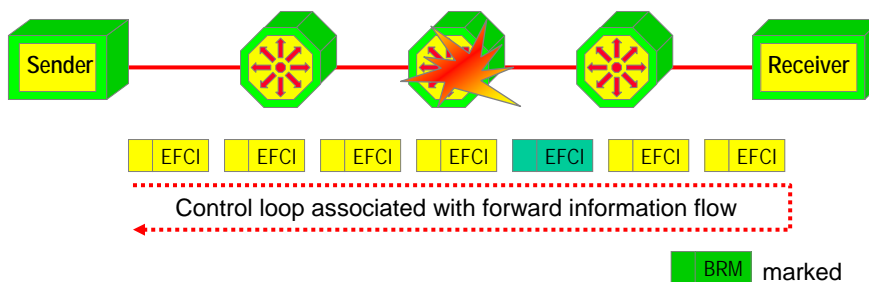 Sender
Receiver
EFCI EFCI EFCI EFCI EFCI EFCI EFCI
Control loop associated with forward information flow
BRM marked